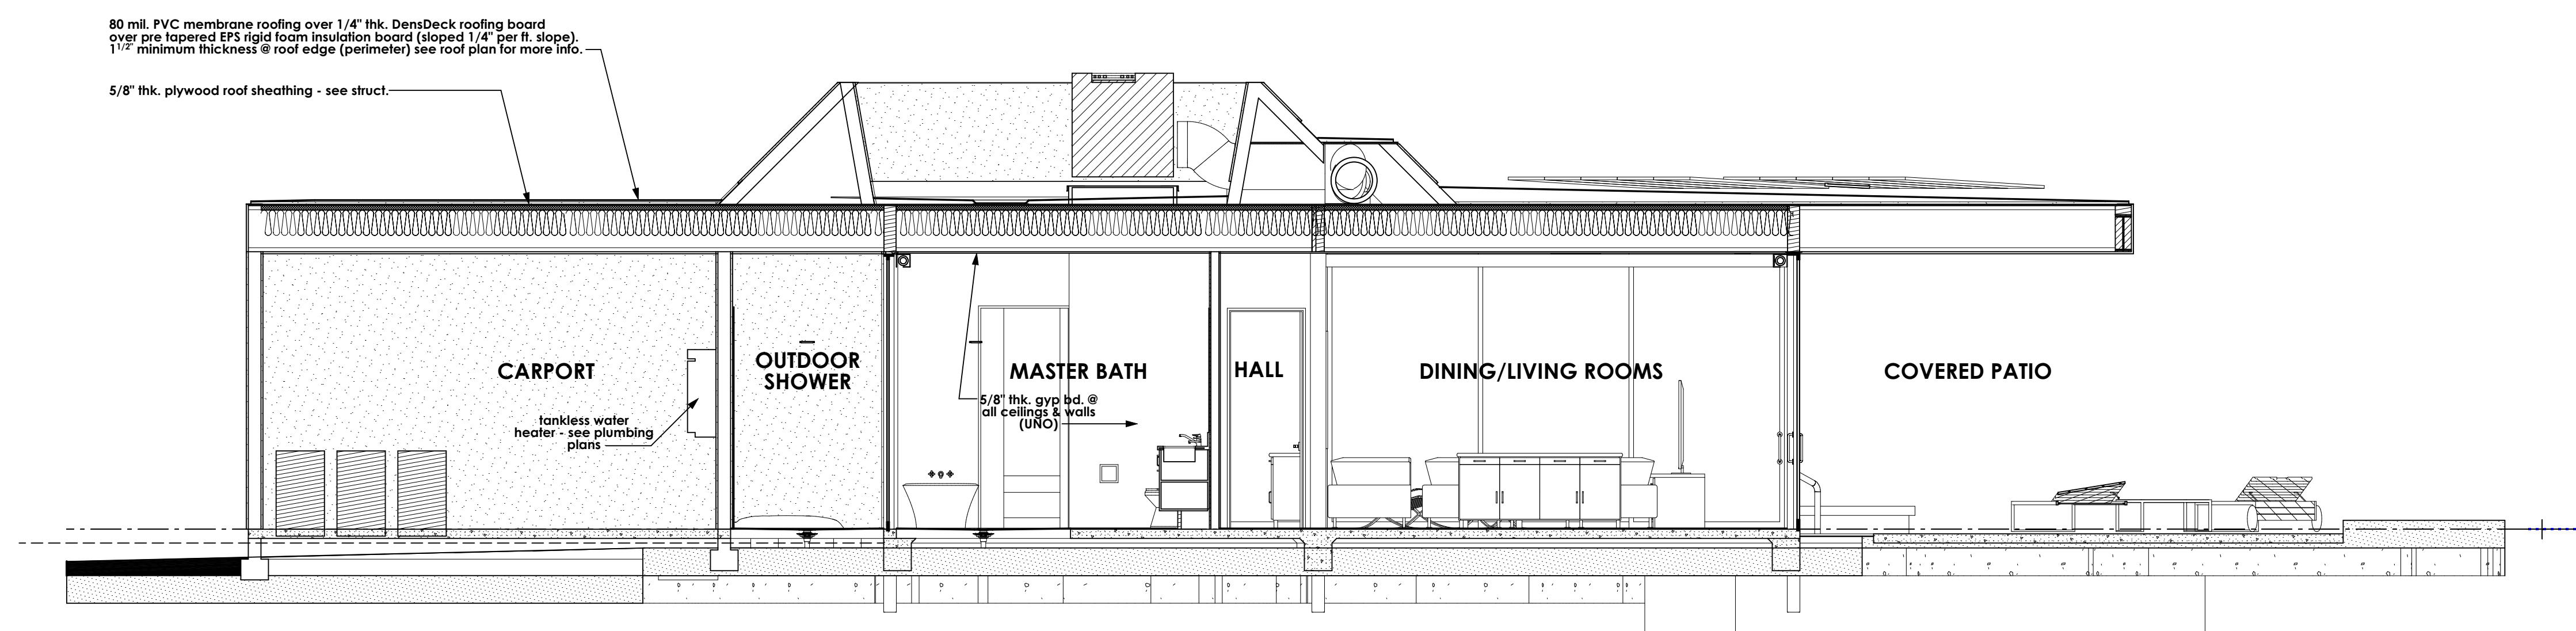 80 mil. PVC membrane roofing over 1/4" thk. DensDeck roofing board
over pre tapered EPS rigid foam insulation board (sloped 1/4" per ft. slope).
1 1/2" minimum thickness @ roof edge (perimeter) see roof plan for more info.
5/8" thk. plywood roof sheathing - see struct.
CARPORT
tankless water
heater - see plumbing
plans
OUTDOOR
SHOWER
MASTER BATH
5/8" thk. gyp bd. @
all ceilings & walls
(UNO)
HALL
DINING/LIVING ROOMS
COVERED PATIO